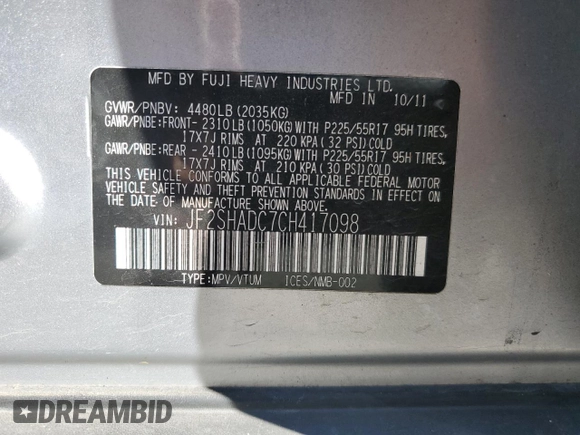 MFD BY FUJI HEAVY INDUSTRIES LTD.
MFD IN 10/11
GVWR/PNBV: 4480LB (2035KG)
GAWR/PNBE:FRONT-2310LB(1050KG)WITH P225/55R17 95H TIRES,
17X7J RIMS AT 220 KPA( 32 PSI)COLD
GAWR/PNBE:REAR - 2410LB(1095KG)WITH P225/55R17 95H TIRES,
17X7J RIMS AT 210 KPA( 30 PSI)COLD
THIS VEHICLE CONFORMS TO ALL APPLICABLE FEDERAL MOTOR
VEHICLE SAFETY AND THEFT PREVENTION STANDARDS IN EFFECT ON
THE DATE OF MANUFACTURE SHOWN ABOVE.
VIN: JF2SHADC7CH417098
TYPE:MPV/VTUM ICES/NMB-002
DREAMBID